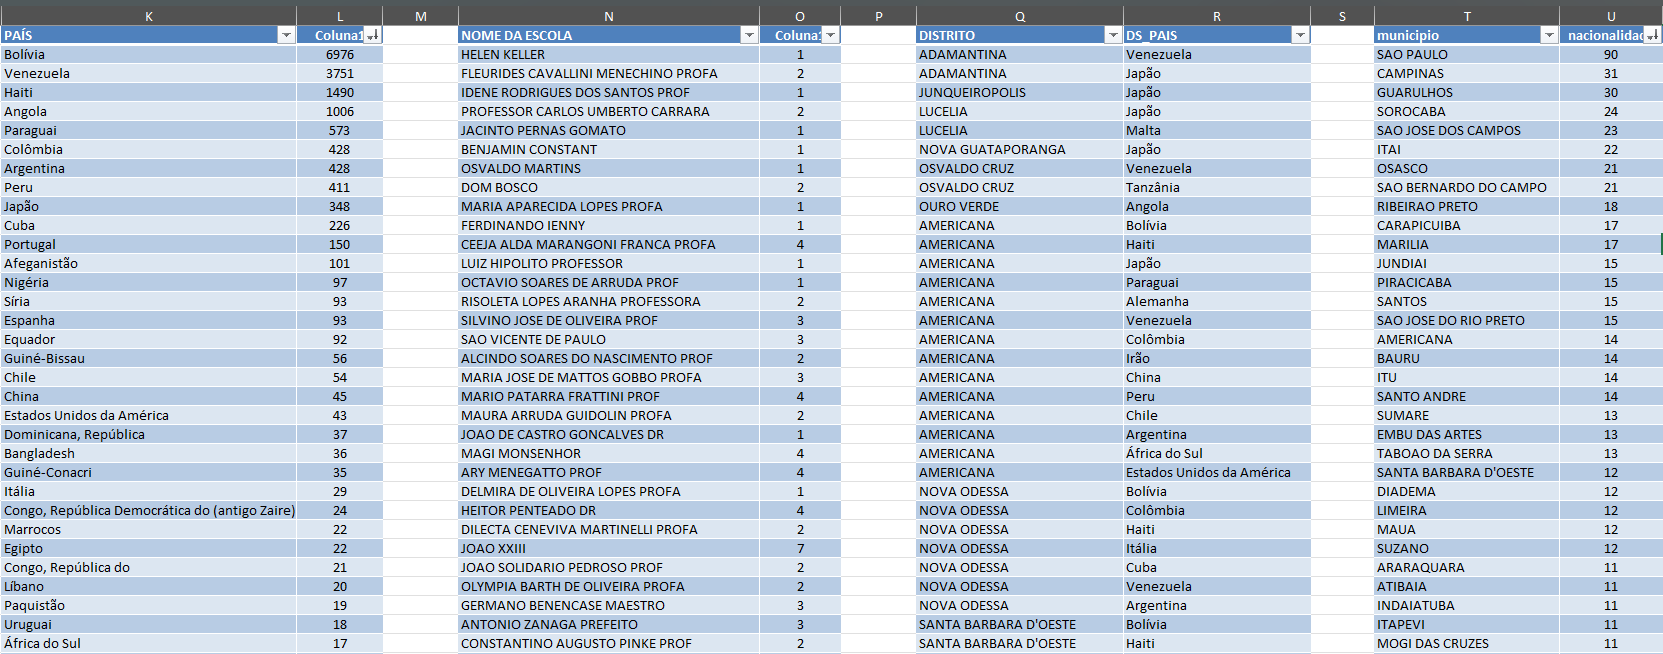 K L M N O P Q R S T U
PAÍS Coluna1 NOME DA ESCOLA Coluna1 DISTRITO DS_PAIS municipio nacionalidad
Bolívia 6976 HELEN KELLER 1 ADAMANTINA Venezuela SAO PAULO 90
Venezuela 3751 FLEURIDES CAVALLINI MENECHINO PROFA 2 ADAMANTINA Japão CAMPINAS 31
Haiti 1490 IDENE RODRIGUES DOS SANTOS PROF 1 JUNQUEIROPOLIS Japão GUARULHOS 30
Angola 1006 PROFESSOR CARLOS UMBERTO CARRARA 2 LUCELIA Japão SOROCABA 24
Paraguai 573 JACINTO PERNAS GOMATO 1 LUCELIA Malta SAO JOSE DOS CAMPOS 23
Colômbia 428 BENJAMIN CONSTANT 1 NOVA GUATAPORANGA Japão ITAI 22
Argentina 428 OSVALDO MARTINS 1 OSVALDO CRUZ Venezuela OSASCO 21
Peru 411 DOM BOSCO 2 OSVALDO CRUZ Tanzânia SAO BERNARDO DO CAMPO 21
Japão 348 MARIA APARECIDA LOPES PROFA 1 OURO VERDE Angola RIBEIRAO PRETO 18
Cuba 226 FERDINANDO IENNY 1 AMERICANA Bolívia CARAPICUIBA 17
Portugal 150 CEEJA ALDA MARANGONI FRANCA PROFA 4 AMERICANA Haiti MARILIA 17
Afeganistão 101 LUIZ HIPOLITO PROFESSOR 1 AMERICANA Japão JUNDIAI 15
Nigéria 97 OCTAVIO SOARES DE ARRUDA PROF 1 AMERICANA Paraguai PIRACICABA 15
Síria 93 RISOLETA LOPES ARANHA PROFESSORA 2 AMERICANA Alemanha SANTOS 15
Espanha 93 SILVINO JOSE DE OLIVEIRA PROF 3 AMERICANA Venezuela SAO JOSE DO RIO PRETO 15
Equador 92 SAO VICENTE DE PAULO 3 AMERICANA Colômbia AMERICANA 14
Guiné-Bissau 56 ALCINDO SOARES DO NASCIMENTO PROF 2 AMERICANA Irão BAURU 14
Chile 54 MARIA JOSE DE MATTOS GOBBO PROFA 3 AMERICANA China ITU 14
China 45 MARIO PATARRA FRATTINI PROF 4 AMERICANA Peru SANTO ANDRE 14
Estados Unidos da América 43 MAURA ARRUDA GUIDOLIN PROFA 2 AMERICANA Chile SUMARE 13
Dominicana, República 37 JOAO DE CASTRO GONCALVES DR 1 AMERICANA Argentina EMBU DAS ARTES 13
Bangladesh 36 MAGI MONSENHOR 4 AMERICANA África do Sul TABOAO DA SERRA 13
Guiné-Conacri 35 ARY MENEGATTO PROF 4 AMERICANA Estados Unidos da América SANTA BARBARA D'OESTE 12
Itália 29 DELMIRA DE OLIVEIRA LOPES PROFA 1 NOVA ODESSA Bolívia DIADEMA 12
Congo, República Democrática do (antigo Zaire) 24 HEITOR PENTEADO DR 4 NOVA ODESSA Colômbia LIMEIRA 12
Marrocos 22 DILECTA CENEVIVA MARTINELLI PROFA 2 NOVA ODESSA Haiti MAUA 12
Egipto 22 JOAO XXIII 7 NOVA ODESSA Itália SUZANO 12
Congo, República do 21 JOAO SOLIDARIO PEDROSO PROF 2 NOVA ODESSA Cuba ARARAQUARA 11
Líbano 20 OLYMPIA BARTH DE OLIVEIRA PROFA 2 NOVA ODESSA Venezuela ATIBAIA 11
Paquistão 19 GERMANO BENENCASE MAESTRO 3 NOVA ODESSA Argentina INDAIATUBA 11
Uruguai 18 ANTONIO ZANAGA PREFEITO 3 SANTA BARBARA D'OESTE Bolívia ITAPEVI 11
África do Sul 17 CONSTANTINO AUGUSTO PINKE PROF 2 SANTA BARBARA D'OESTE Haiti MOGI DAS CRUZES 11